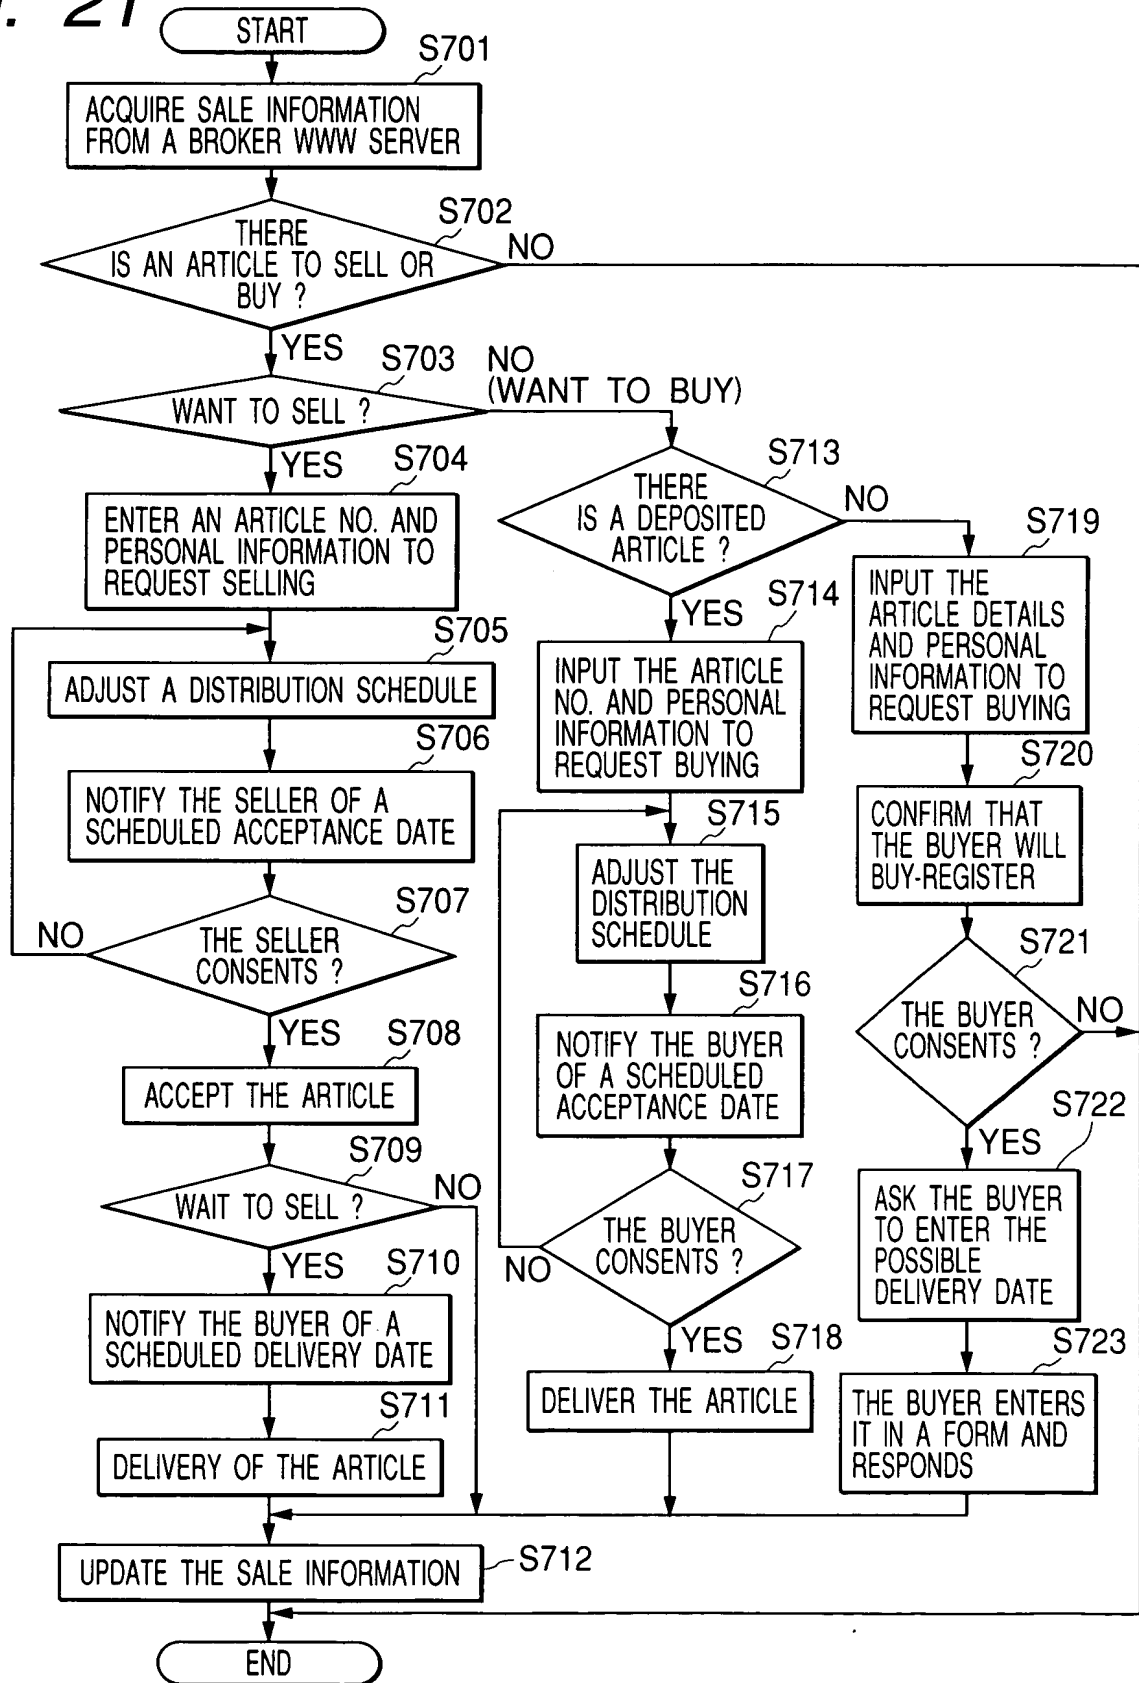 . 21
START
S701
ACQUIRE SALE INFORMATION
FROM A BROKER WWW SERVER
S702
THERE
IS AN ARTICLE TO SELL OR
BUY ?
NO
YES
S703
NO
(WANT TO BUY)
WANT TO SELL ?
YES
S704
ENTER AN ARTICLE NO. AND
PERSONAL INFORMATION TO
REQUEST SELLING
S705
ADJUST A DISTRIBUTION SCHEDULE
S706
NOTIFY THE SELLER OF A
SCHEDULED ACCEPTANCE DATE
S707
NO
THE SELLER
CONSENTS ?
YES
S708
ACCEPT THE ARTICLE
S709
WAIT TO SELL ?
NO
YES
S710
NOTIFY THE BUYER OF A
SCHEDULED DELIVERY DATE
S711
DELIVERY OF THE ARTICLE
UPDATE THE SALE INFORMATION
S712
END
S713
THERE
IS A DEPOSITED
ARTICLE ?
NO
YES
S714
INPUT THE ARTICLE
NO. AND PERSONAL
INFORMATION TO
REQUEST BUYING
S715
ADJUST THE
DISTRIBUTION
SCHEDULE
S716
NOTIFY THE BUYER
OF A SCHEDULED
ACCEPTANCE DATE
S717
THE BUYER
CONSENTS ?
NO
YES
S718
DELIVER THE ARTICLE
S719
INPUT THE
ARTICLE DETAILS
AND PERSONAL
INFORMATION TO
REQUEST BUYING
S720
CONFIRM THAT
THE BUYER WILL
BUY-REGISTER
S721
THE BUYER
CONSENTS ?
NO
YES
S722
ASK THE BUYER
TO ENTER THE
POSSIBLE
DELIVERY DATE
S723
THE BUYER ENTERS
IT IN A FORM AND
RESPONDS